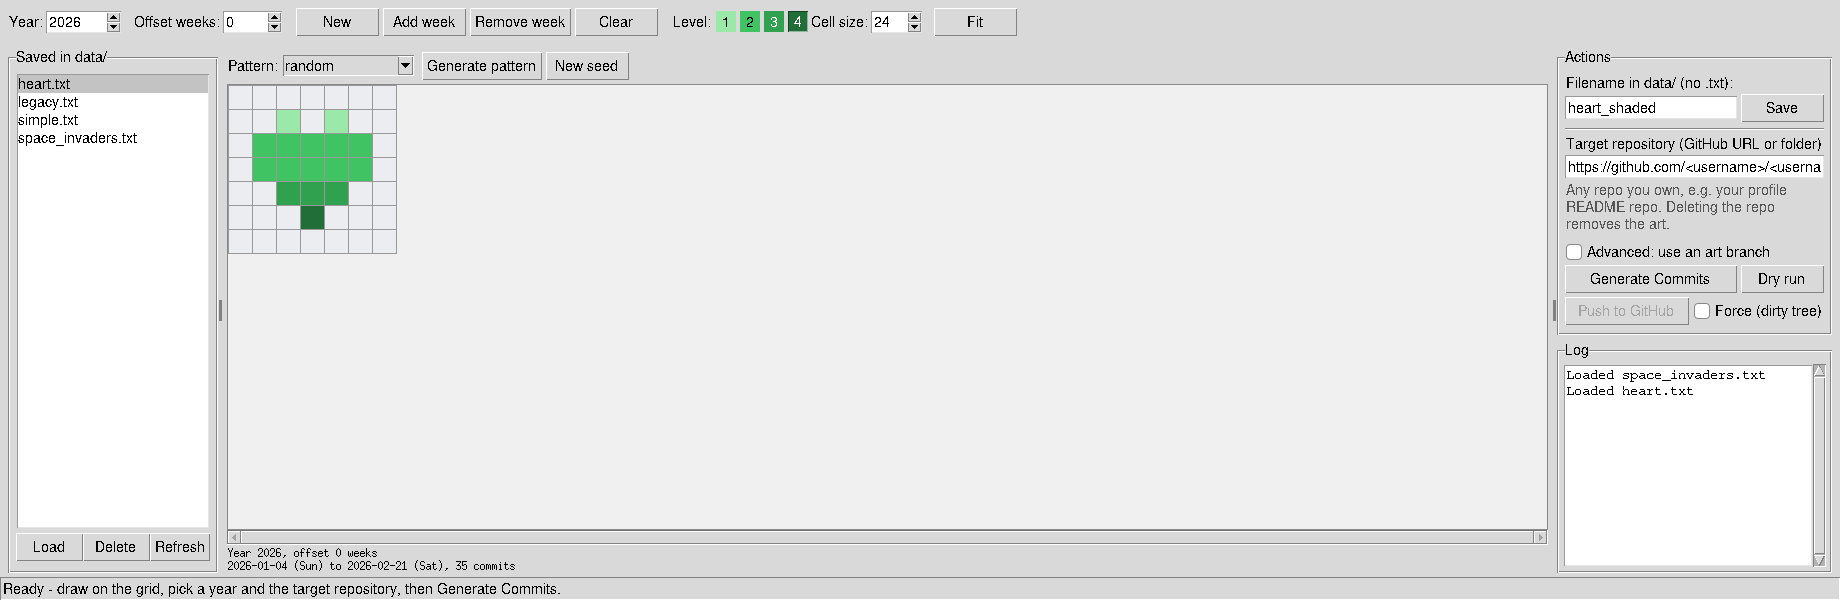 Year: 2026 Offset weeks: 0 New Add week Remove week Clear Level: 1 2 3 4 Cell size: 24 Fit
Saved in data/
heart.txt
legacy.txt
simple.txt
space_invaders.txt
Load Delete Refresh
Pattern: random Generate pattern New seed
Year 2026, offset 0 weeks
2026-01-04 (Sun) to 2026-02-21 (Sat), 35 commits
Actions
Filename in data/ (no .txt):
heart_shaded Save
Target repository (GitHub URL or folder)
https://github.com/<username>/<userna
Any repo you own, e.g. your profile
README repo. Deleting the repo
removes the art.
Advanced: use an art branch
Generate Commits Dry run
Push to GitHub Force (dirty tree)
Log
Loaded space_invaders.txt
Loaded heart.txt
Ready - draw on the grid, pick a year and the target repository, then Generate Commits.